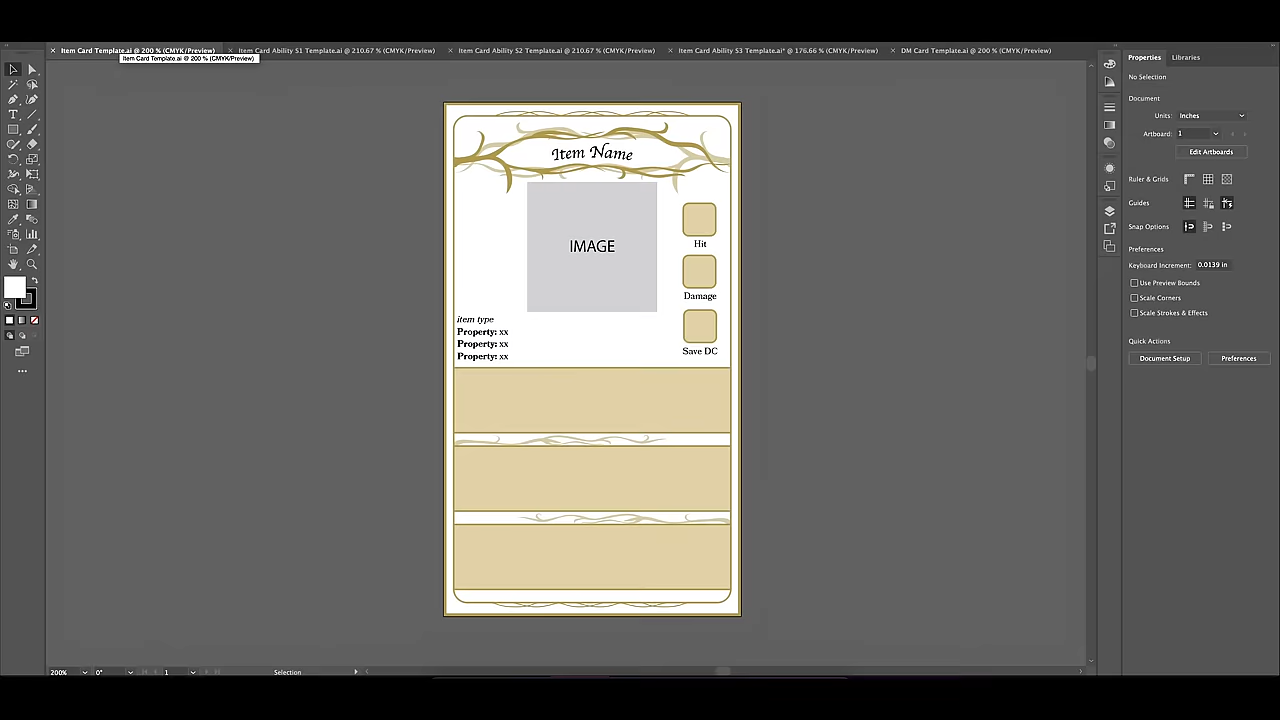 Item Card Template.ai @ 200 % (CMYK/Preview)
Item Card Ability S1 Template.ai @ 210.67 % (CMYK/Preview)
Item Card Ability S2 Template.ai @ 210.67 % (CMYK/Preview)
Item Card Ability S3 Template.ai* @ 176.66 % (CMYK/Preview)
DM Card Template.ai @ 200 % (CMYK/Preview)
Item Card Template.ai @ 200 % (CMYK/Preview)
Properties
Libraries
No Selection
Document
Units: Inches
Artboard: 1
Edit Artboards
Ruler & Grids
Guides
Snap Options
Preferences
Keyboard Increment: 0.0139 in
Use Preview Bounds
Scale Corners
Scale Strokes & Effects
Quick Actions
Document Setup
Preferences
Item Name
IMAGE
Hit
Damage
Save DC
item type
Property: xx
Property: xx
Property: xx
200%
0°
1
Selection